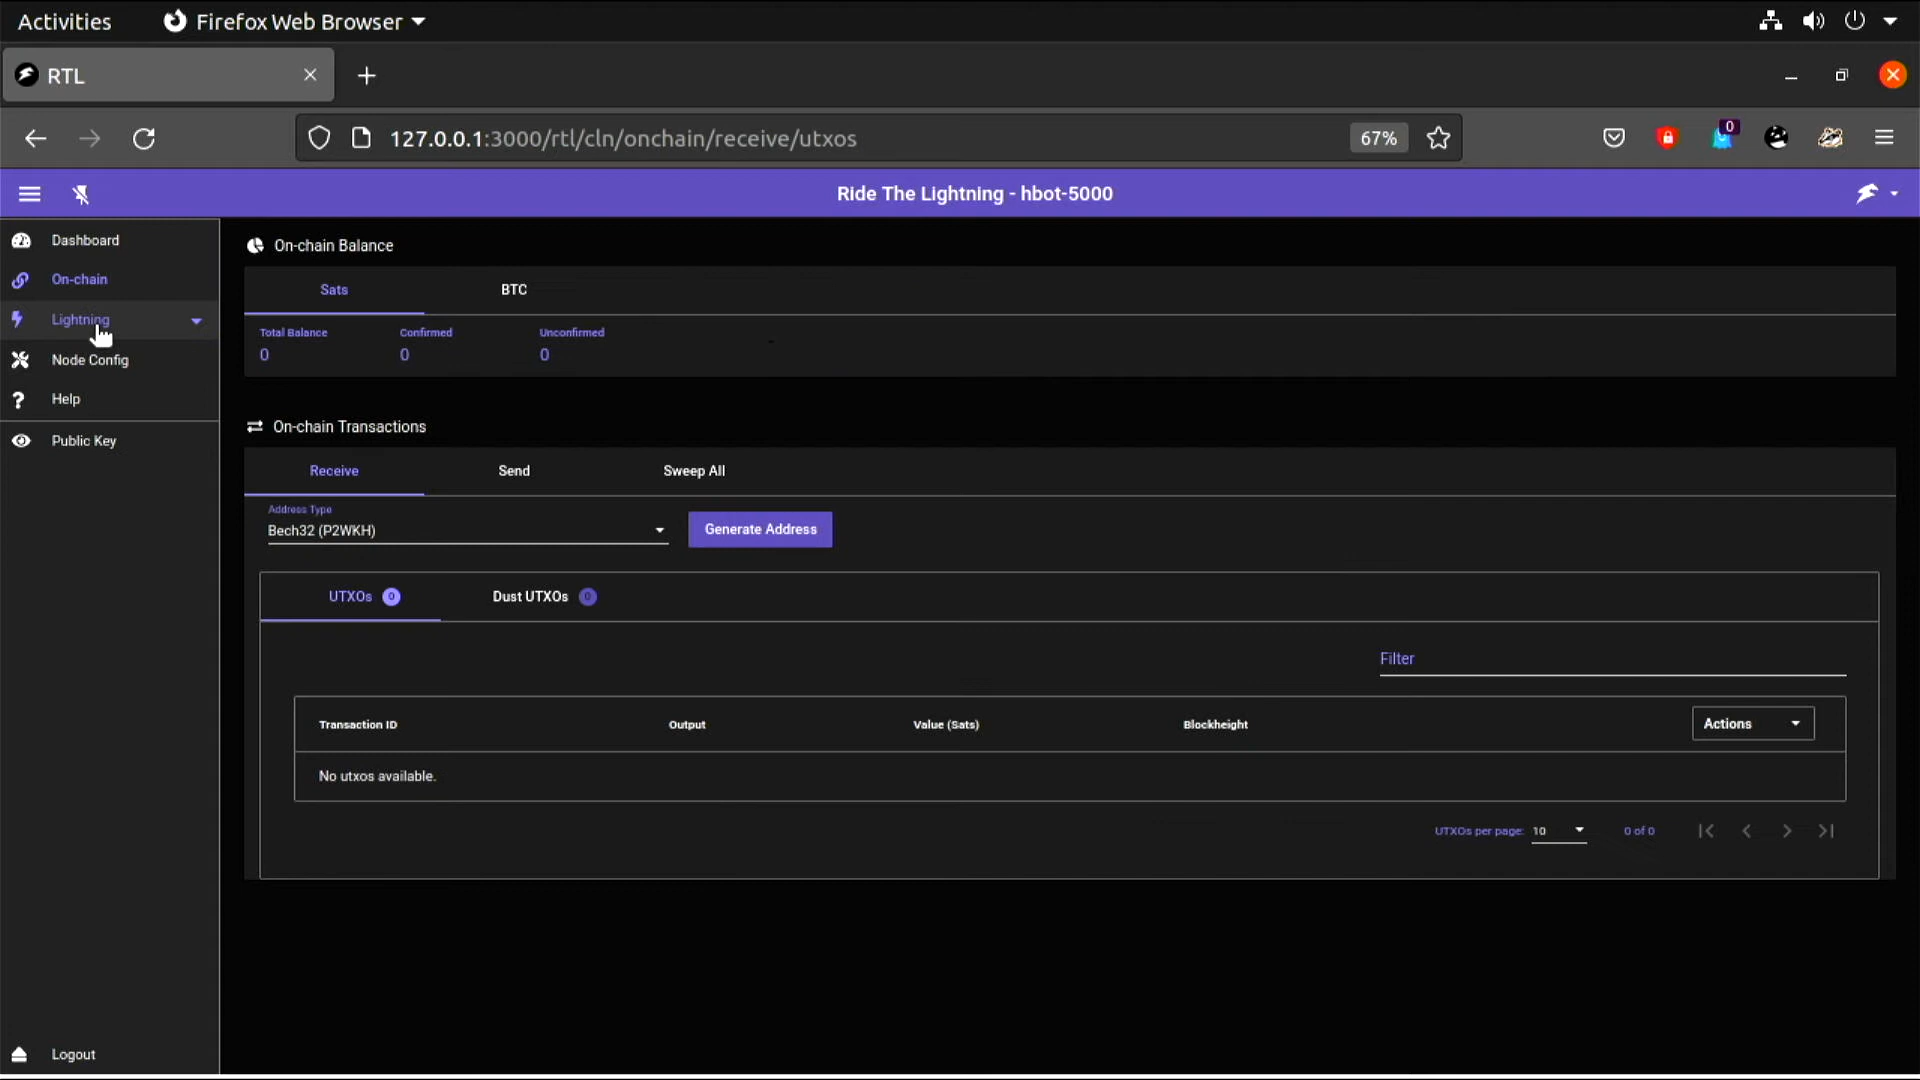 Activities
Firefox Web Browser
RTL
127.0.0.1:3000/rtl/cln/onchain/receive/utxos
67%
0
Ride The Lightning - hbot-5000
Dashboard
On-chain
Lightning
Node Config
Help
Public Key
Logout
On-chain Balance
Sats BTC
Total Balance Confirmed Unconfirmed
0 0 0
On-chain Transactions
Receive Send Sweep All
Address Type
Bech32 (P2WKH)
Generate Address
UTXOs 0 Dust UTXOs 0
Filter
Transaction ID Output Value (Sats) Blockheight Actions
No utxos available.
UTXOs per page: 10 0 of 0